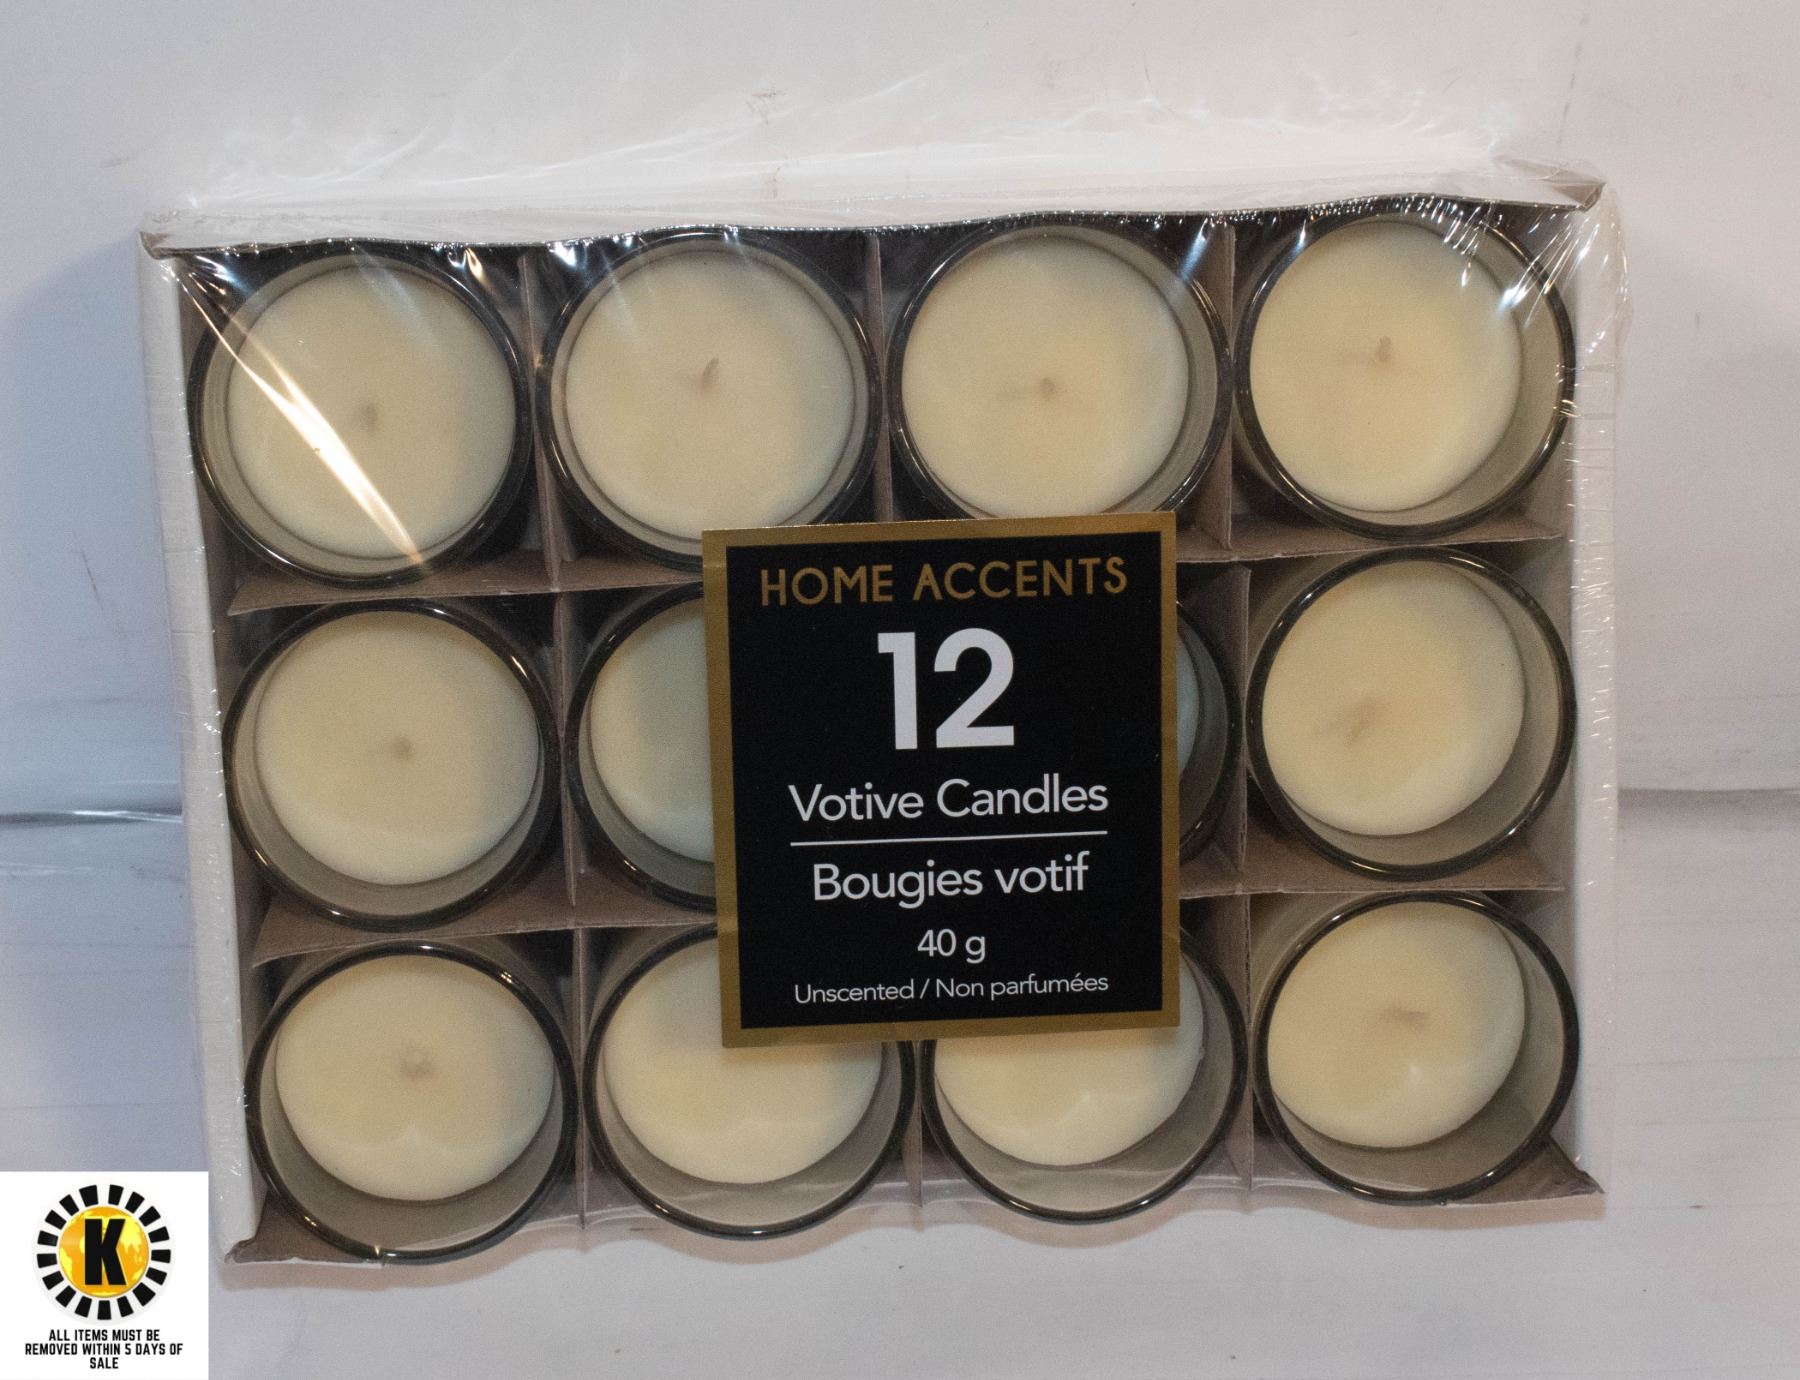 HOME ACCENTS
12
Votive Candles
Bougies votif
40 g
Unscented / Non parfumées
K
ALL ITEMS MUST BE
REMOVED WITHIN 5 DAYS OF
SALE